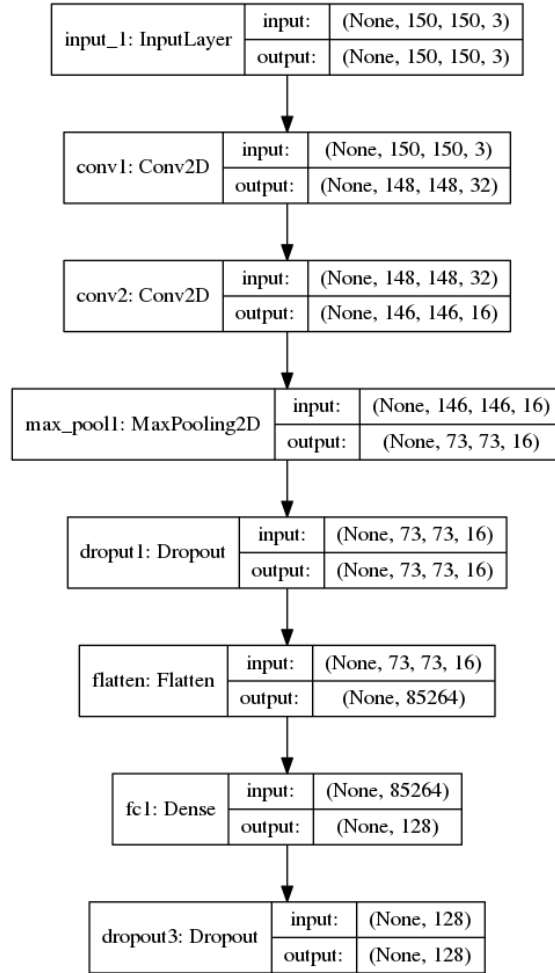 input_1: InputLayer
input: (None, 150, 150, 3)
output: (None, 150, 150, 3)
conv1: Conv2D
input: (None, 150, 150, 3)
output: (None, 148, 148, 32)
conv2: Conv2D
input: (None, 148, 148, 32)
output: (None, 146, 146, 16)
max_pool1: MaxPooling2D
input: (None, 146, 146, 16)
output: (None, 73, 73, 16)
droput1: Dropout
input: (None, 73, 73, 16)
output: (None, 73, 73, 16)
flatten: Flatten
input: (None, 73, 73, 16)
output: (None, 85264)
fc1: Dense
input: (None, 85264)
output: (None, 128)
dropout3: Dropout
input: (None, 128)
output: (None, 128)